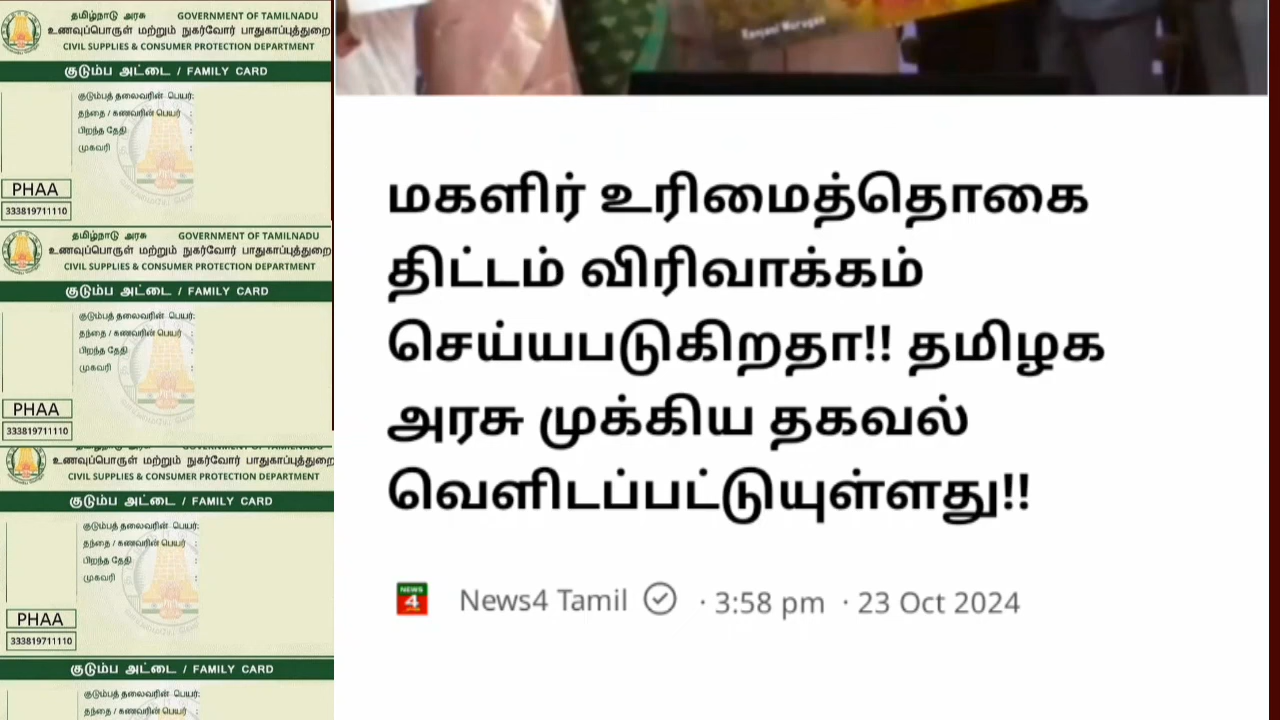 தமிழ்நாடு அரசு GOVERNMENT OF TAMILNADU
உணவுப்பொருள் மற்றும் நுகர்வோர் பாதுகாப்புத்துறை
CIVIL SUPPLIES & CONSUMER PROTECTION DEPARTMENT
குடும்ப அட்டை / FAMILY CARD
குடும்பத் தலைவரின் பெயர்:
தந்தை / கணவரின் பெயர் :
பிறந்த தேதி :
முகவரி :
PHAA
333819711110
தமிழ்நாடு அரசு GOVERNMENT OF TAMILNADU
உணவுப்பொருள் மற்றும் நுகர்வோர் பாதுகாப்புத்துறை
CIVIL SUPPLIES & CONSUMER PROTECTION DEPARTMENT
குடும்ப அட்டை / FAMILY CARD
குடும்பத் தலைவரின் பெயர்:
தந்தை / கணவரின் பெயர் :
பிறந்த தேதி :
முகவரி :
PHAA
333819711110
உணவுப்பொருள் மற்றும் நுகர்வோர் பாதுகாப்புத்துறை
CIVIL SUPPLIES & CONSUMER PROTECTION DEPARTMENT
குடும்ப அட்டை / FAMILY CARD
குடும்பத் தலைவரின் பெயர்:
தந்தை / கணவரின் பெயர் :
பிறந்த தேதி :
முகவரி :
PHAA
333819711110
குடும்ப அட்டை / FAMILY CARD
குடும்பத் தலைவரின் பெயர்:
தந்தை / கணவரின் பெயர் :
மகளிர் உரிமைத்தொகை
திட்டம் விரிவாக்கம்
செய்யபடுகிறதா!! தமிழக
அரசு முக்கிய தகவல்
வெளிடப்பட்டுயுள்ளது!!
NEWS
4
News4 Tamil · 3:58 pm · 23 Oct 2024